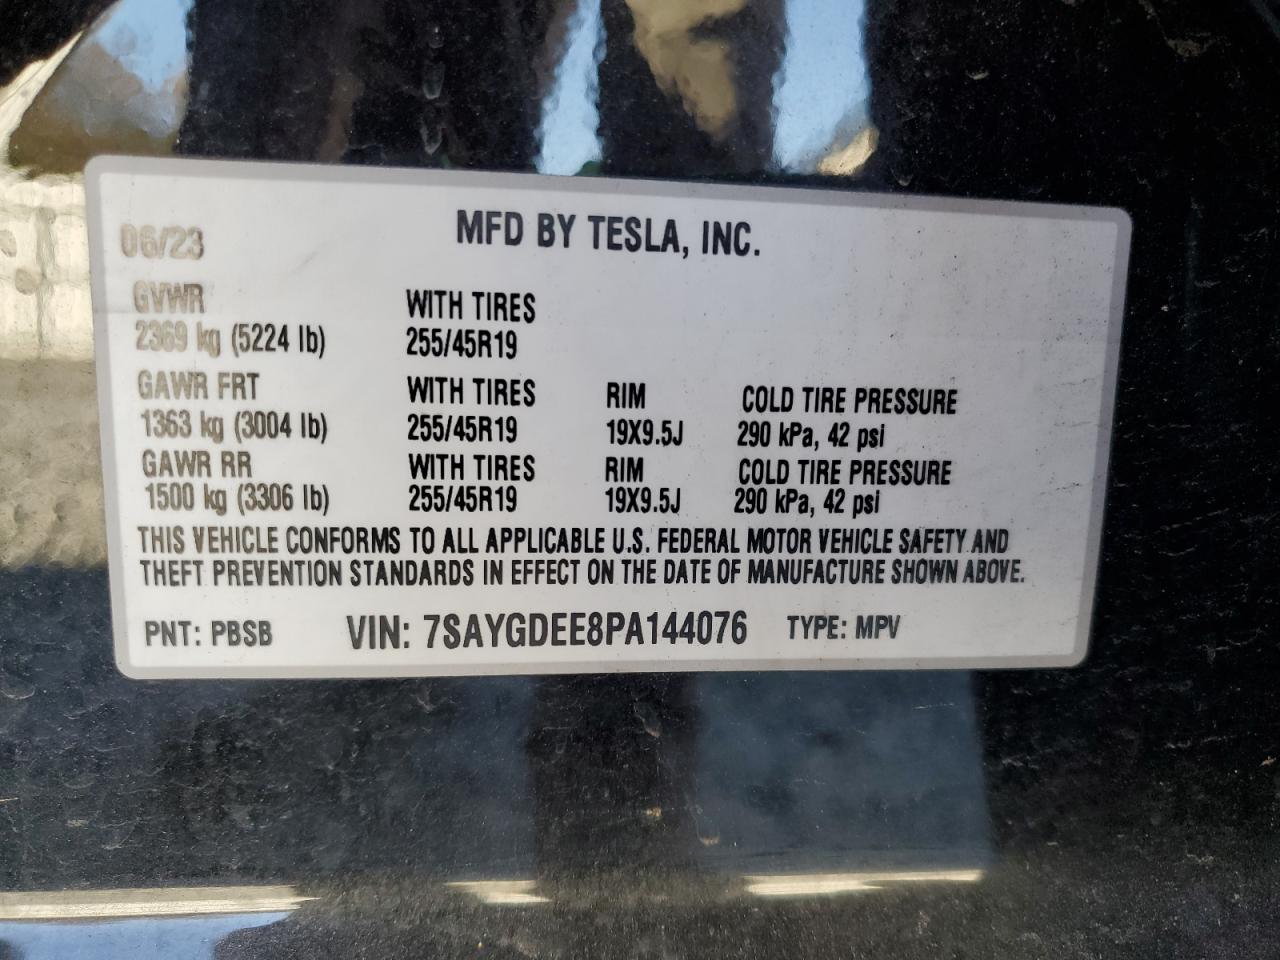 06/23 MFD BY TESLA, INC.
GVWR WITH TIRES
2369 kg (5224 lb) 255/45R19
GAWR FRT WITH TIRES RIM COLD TIRE PRESSURE
1363 kg (3004 lb) 255/45R19 19X9.5J 290 kPa, 42 psi
GAWR RR WITH TIRES RIM COLD TIRE PRESSURE
1500 kg (3306 lb) 255/45R19 19X9.5J 290 kPa, 42 psi
THIS VEHICLE CONFORMS TO ALL APPLICABLE U.S. FEDERAL MOTOR VEHICLE SAFETY AND
THEFT PREVENTION STANDARDS IN EFFECT ON THE DATE OF MANUFACTURE SHOWN ABOVE.
PNT: PBSB VIN: 7SAYGDEE8PA144076 TYPE: MPV